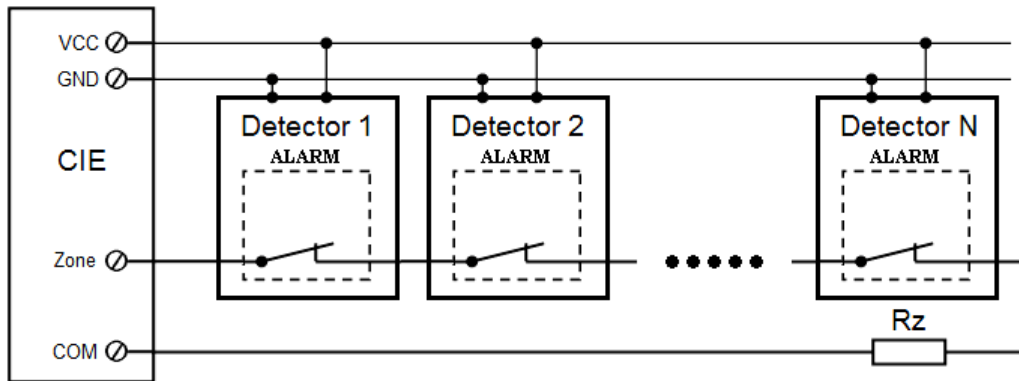 VCC
GND
CIE
Zone
COM
Detector 1
ALARM
Detector 2
ALARM
Detector N
ALARM
Rz